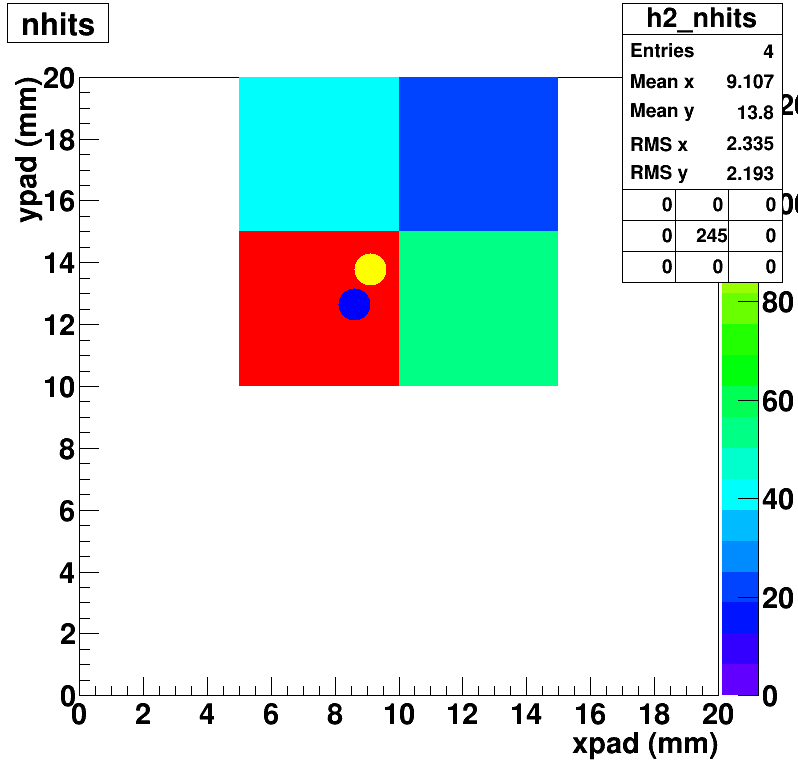 nhits
h2_nhits
Entries 4
Mean x 9.107
Mean y 13.8
RMS x 2.335
RMS y 2.193
0 0 0
0 245 0
0 0 0
ypad (mm)
20
18
16
14
12
10
8
6
4
2
0
0 2 4 6 8 10 12 14 16 18 20
xpad (mm)
80
60
40
20
0